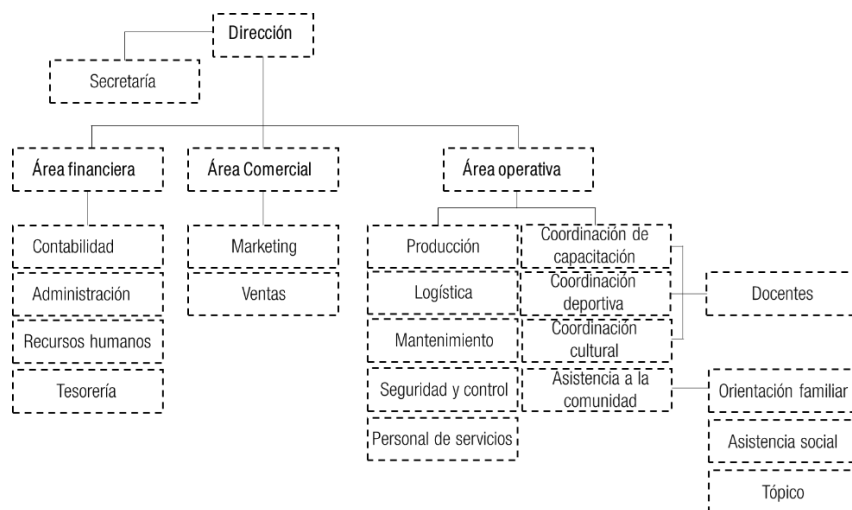 Dirección
Secretaría
Área financiera
Área Comercial
Área operativa
Contabilidad
Administración
Recursos humanos
Tesorería
Marketing
Ventas
Producción
Logística
Mantenimiento
Seguridad y control
Personal de servicios
Coordinación de
capacitación
Coordinación
deportiva
Coordinación
cultural
Asistencia a la
comunidad
Docentes
Orientación familiar
Asistencia social
Tópico